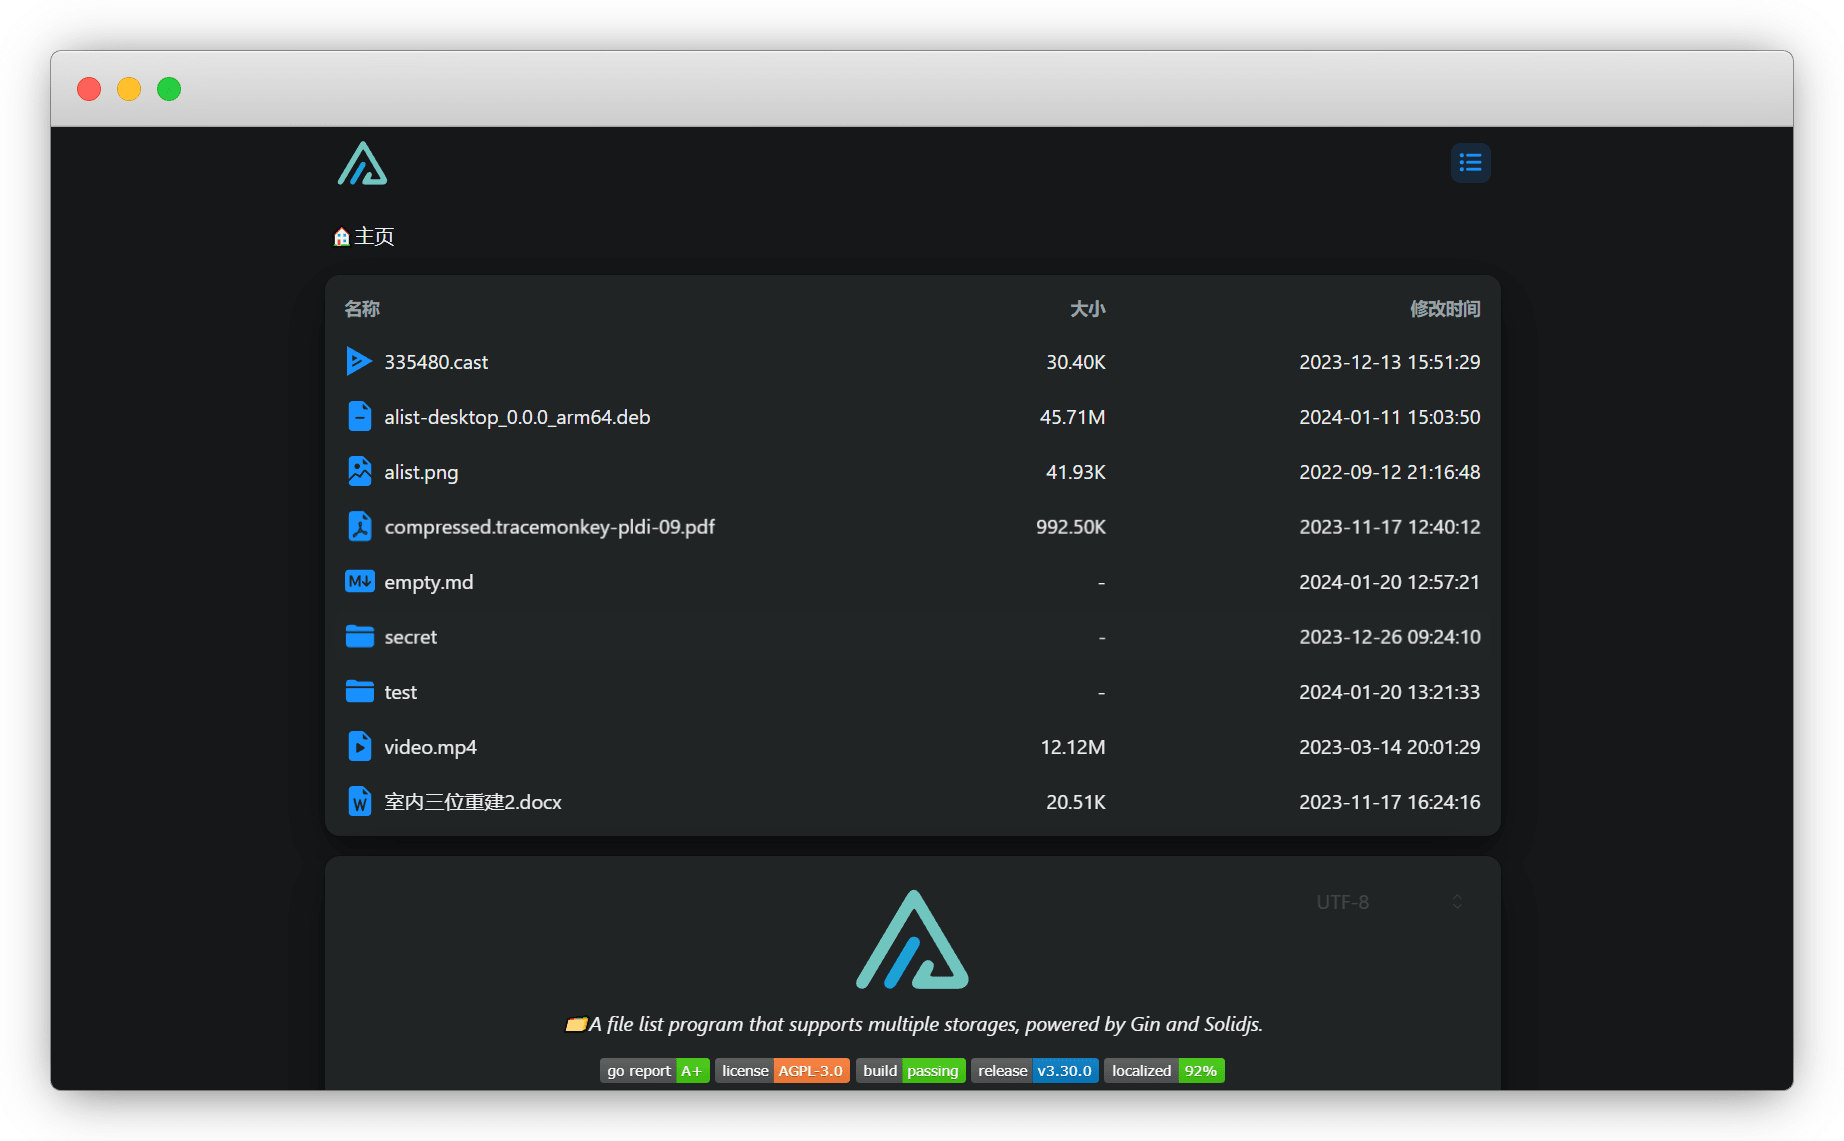 主页
名称 大小 修改时间
335480.cast 30.40K 2023-12-13 15:51:29
alist-desktop_0.0.0_arm64.deb 45.71M 2024-01-11 15:03:50
alist.png 41.93K 2022-09-12 21:16:48
compressed.tracemonkey-pldi-09.pdf 992.50K 2023-11-17 12:40:12
M↓ empty.md - 2024-01-20 12:57:21
secret - 2023-12-26 09:24:10
test - 2024-01-20 13:21:33
video.mp4 12.12M 2023-03-14 20:01:29
W 室内三位重建2.docx 20.51K 2023-11-17 16:24:16
UTF-8
A file list program that supports multiple storages, powered by Gin and Solidjs.
go report A+ license AGPL-3.0 build passing release v3.30.0 localized 92%